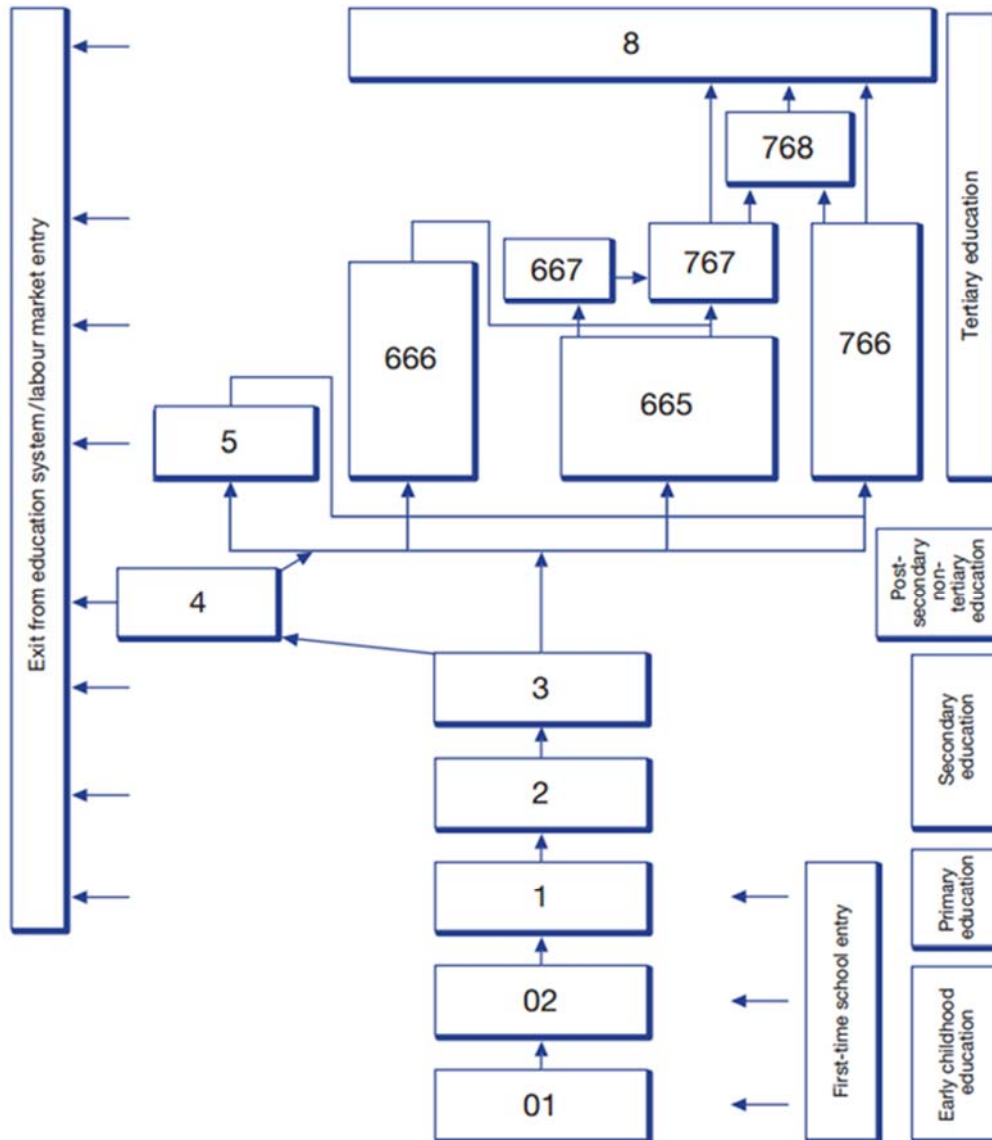 8
768
667
767
666
665
766
5
4
3
2
1
02
01
Exit from education system/labour market entry
First-time school entry
Tertiary education
Post-
secondary
non-
tertiary
education
Secondary
education
Primary
education
Early childhood
education